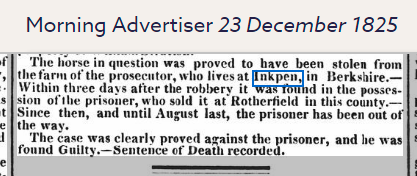 Morning Advertiser 23 December 1825
The horse in question was proved to have been stolen from
the farm of the prosecutor, who lives at Inkpen, in Berkshire.—
Within three days after the robbery it was found in the posses-
sion of the prisoner, who sold it at Rotherfield in this county.—
Since then, and until August last, the prisoner has been out of
the way.
The case was clearly proved against the prisoner, and he was
found Guilty.—Sentence of Death recorded.